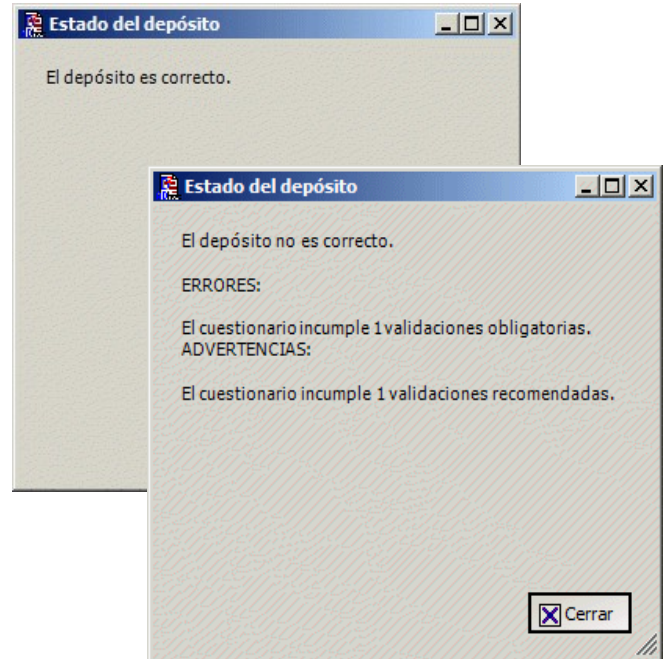 Estado del depósito
El depósito es correcto.
Estado del depósito
El depósito no es correcto.
ERRORES:
El cuestionario incumple 1 validaciones obligatorias.
ADVERTENCIAS:
El cuestionario incumple 1 validaciones recomendadas.
Cerrar